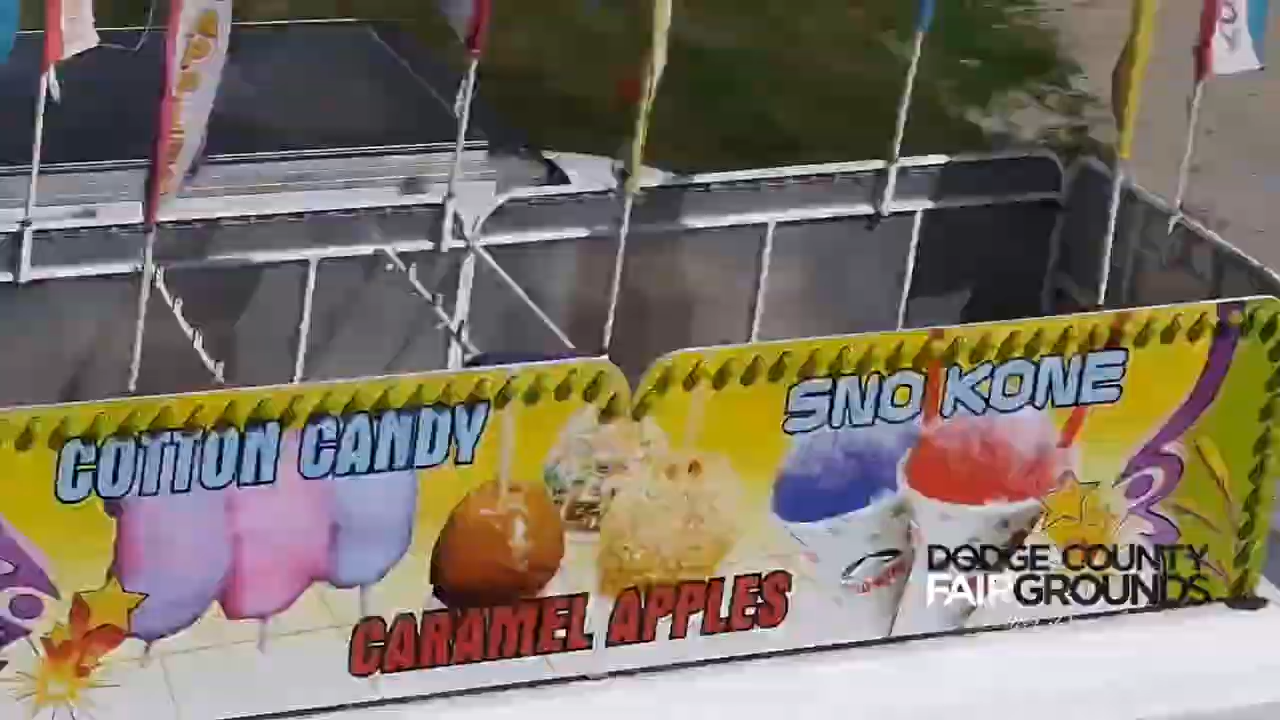 COTTON CANDY
SNO KONE
CARAMEL APPLES
DODGE COUNTY
FAIRGROUNDS